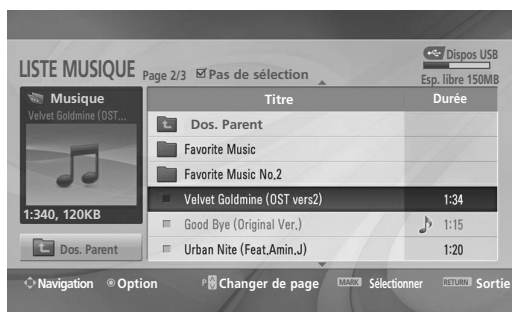 LISTE MUSIQUE Page 2/3 Pas de sélection
Dispos USB
Esp. libre 150MB
Musique
Velvet Goldmine (OST...
1:340, 120KB
Dos. Parent
Titre Durée
Dos. Parent
Favorite Music
Favorite Music No.2
Velvet Goldmine (OST vers2) 1:34
Good Bye (Original Ver.) 1:15
Urban Nite (Feat.Amin.J) 1:20
Navigation Option P Changer de page MARK Sélectionner RETURN Sortie